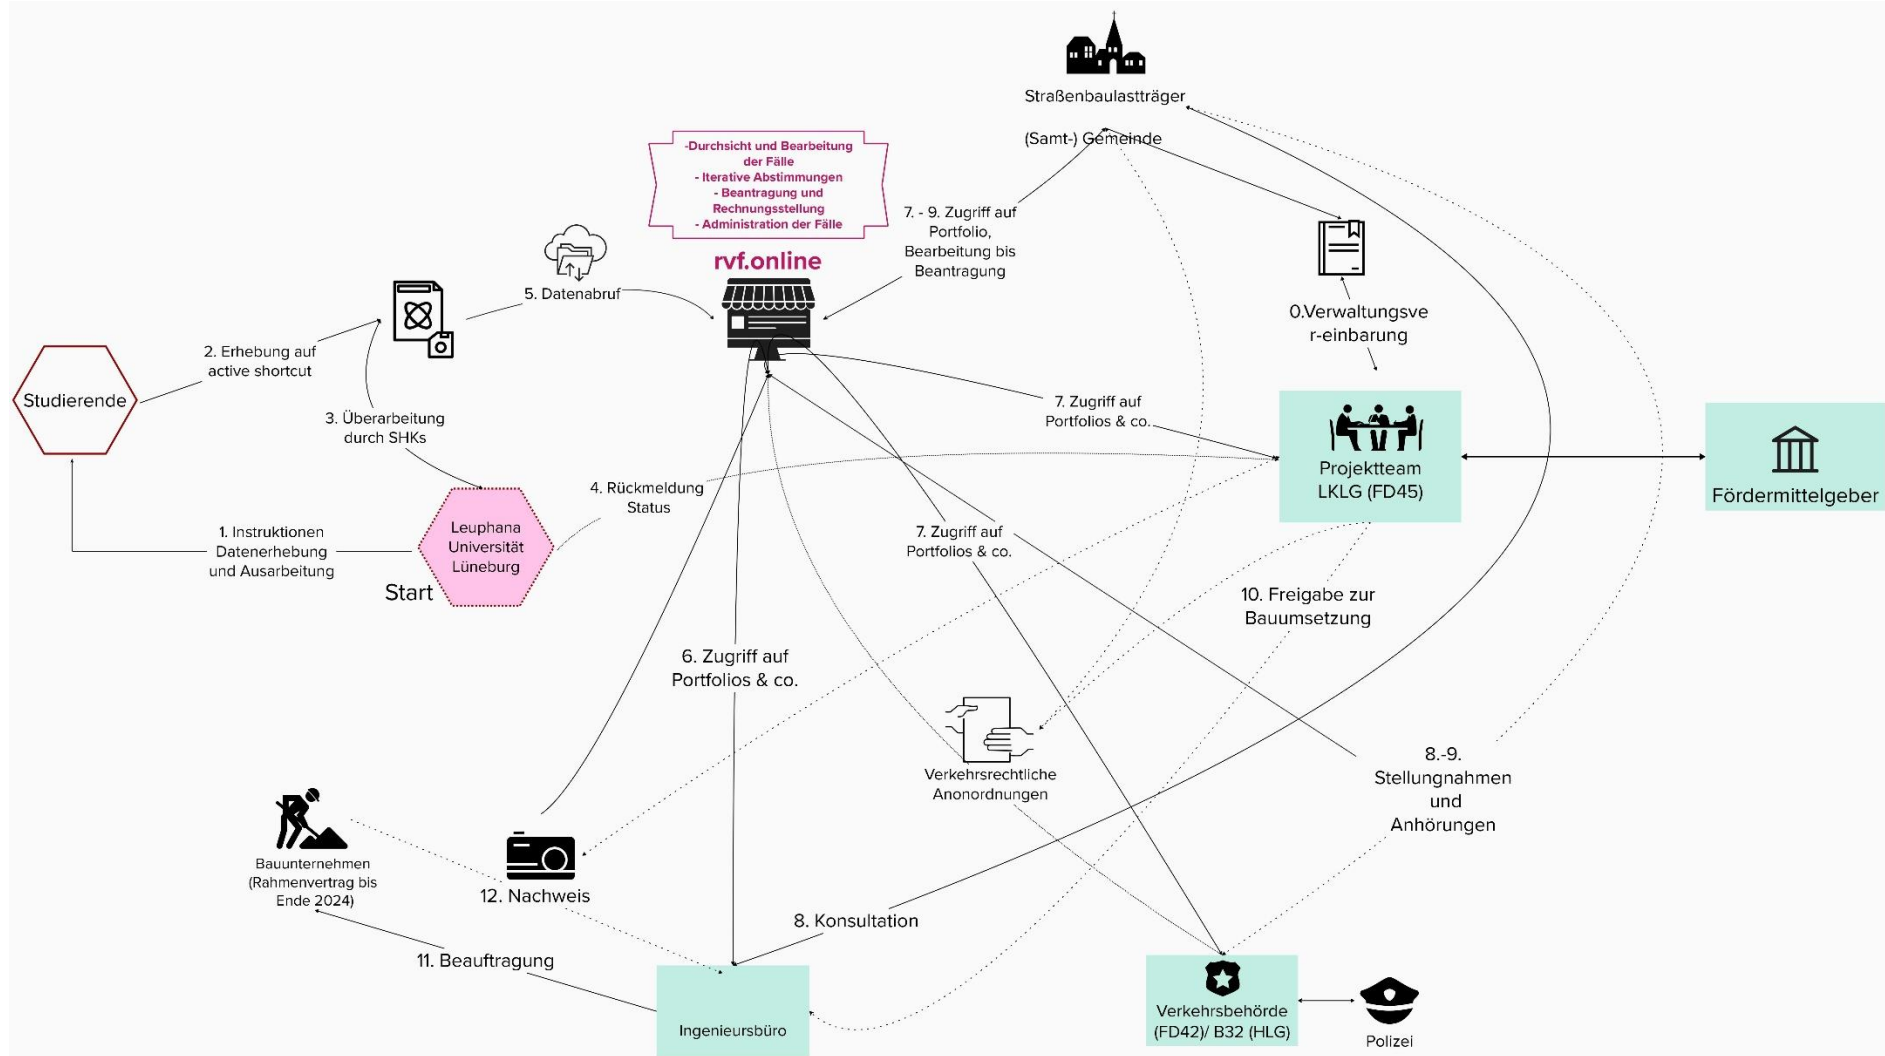 Straßenbaulastträger
(Samt-) Gemeinde
-Durchsicht und Bearbeitung
der Fälle
- Iterative Abstimmungen
- Beantragung und
Rechnungsstellung
- Administration der Fälle
rvf.online
7. - 9. Zugriff auf
Portfolio,
Bearbeitung bis
Beantragung
5. Datenabruf
0.Verwaltungsve
r-einbarung
2. Erhebung auf
active shortcut
Studierende
3. Überarbeitung
durch SHKs
7. Zugriff auf
Portfolios & co.
Projektteam
LKLG (FD45)
Fördermittelgeber
4. Rückmeldung
Status
1. Instruktionen
Datenerhebung
und Ausarbeitung
Leuphana
Universität
Lüneburg
Start
7. Zugriff auf
Portfolios & co.
10. Freigabe zur
Bauumsetzung
6. Zugriff auf
Portfolios & co.
Verkehrsrechtliche
Anonordnungen
8.-9.
Stellungnahmen
und
Anhörungen
Bauunternehmen
(Rahmenvertrag bis
Ende 2024)
12. Nachweis
8. Konsultation
11. Beauftragung
Ingenieursbüro
Verkehrsbehörde
(FD42)/ B32 (HLG)
Polizei